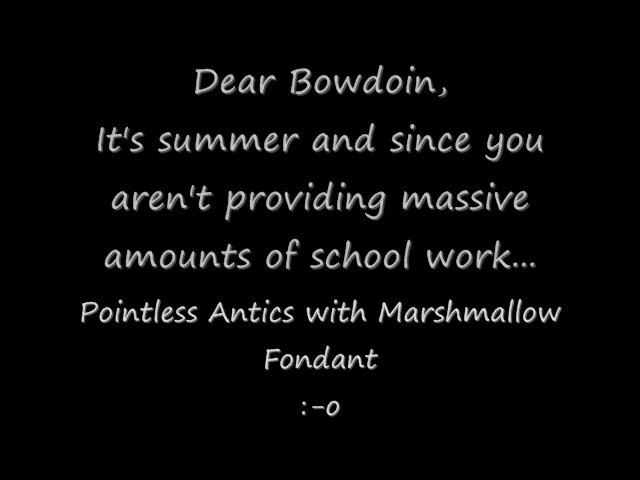 Dear Bowdoin,
It's summer and since you
aren't providing massive
amounts of school work...
Pointless Antics with Marshmallow
Fondant
:-o